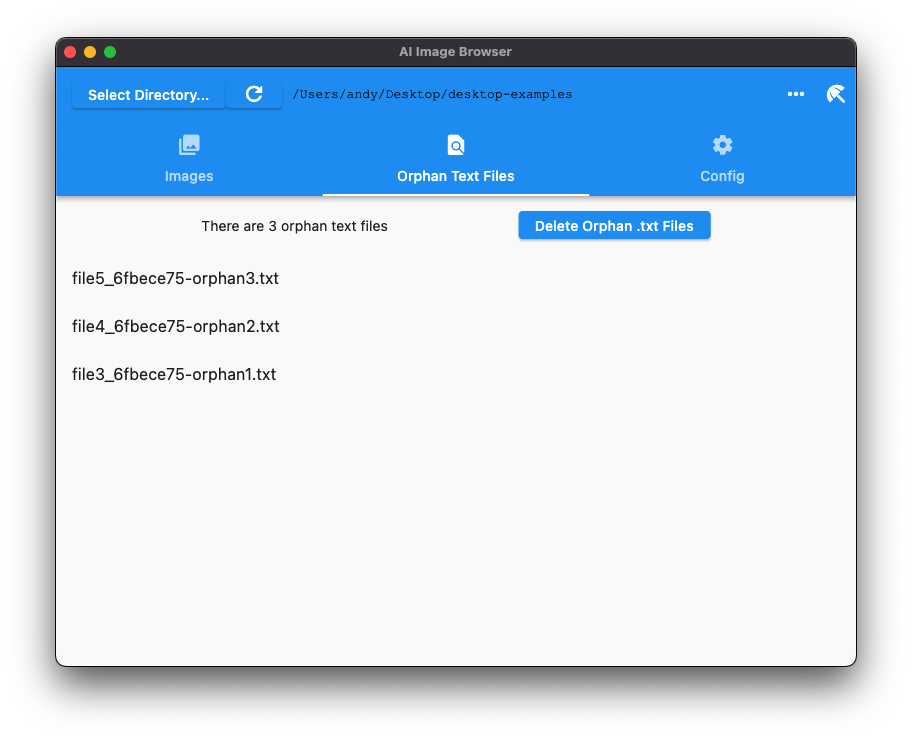 AI Image Browser
Select Directory... /Users/andy/Desktop/desktop-examples
Images Orphan Text Files Config
There are 3 orphan text files Delete Orphan .txt Files
file5_6fbece75-orphan3.txt
file4_6fbece75-orphan2.txt
file3_6fbece75-orphan1.txt